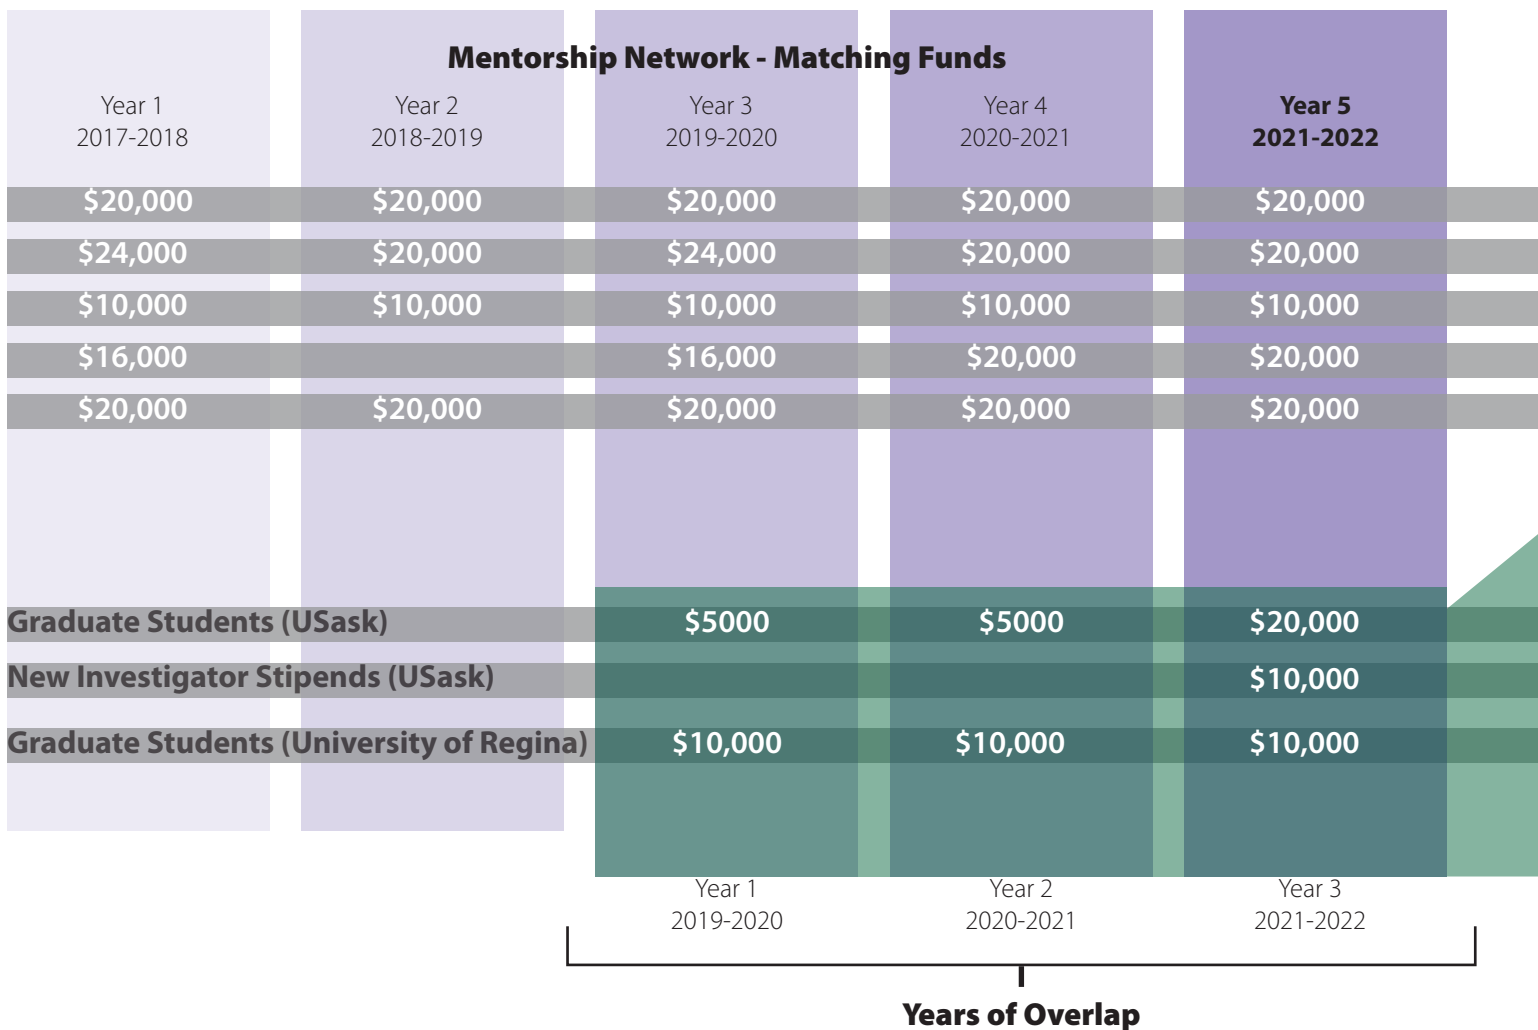 Mentorship Network - Matching Funds
Year 1 Year 2 Year 3 Year 4 Year 5
2017-2018 2018-2019 2019-2020 2020-2021 2021-2022
$20,000 $20,000 $20,000 $20,000 $20,000
$24,000 $20,000 $24,000 $20,000 $20,000
$10,000 $10,000 $10,000 $10,000 $10,000
$16,000 $16,000 $20,000 $20,000
$20,000 $20,000 $20,000 $20,000 $20,000
Graduate Students (USask) $5000 $5000 $20,000
New Investigator Stipends (USask) $10,000
Graduate Students (University of Regina) $10,000 $10,000 $10,000
Year 1 Year 2 Year 3
2019-2020 2020-2021 2021-2022
Years of Overlap